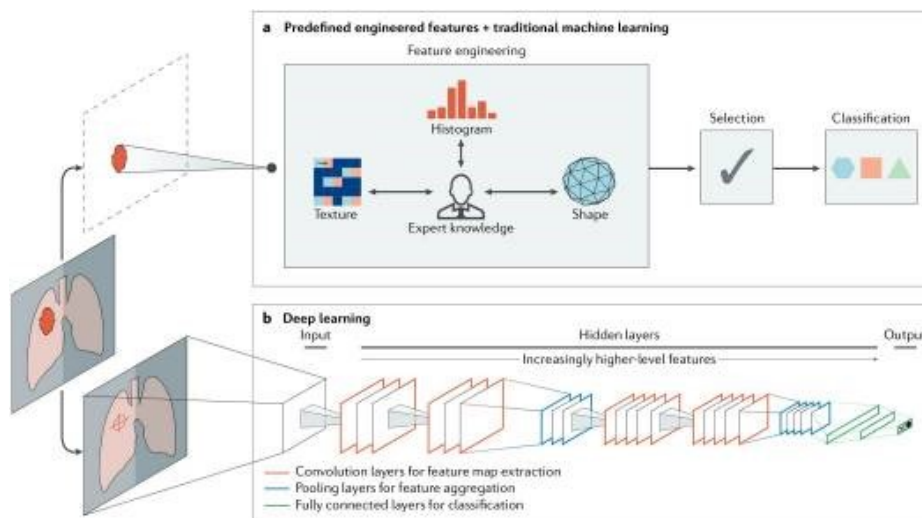 a Predefined engineered features + traditional machine learning
Feature engineering
Histogram
Selection
Classification
Texture
Expert knowledge
Shape
b Deep learning
Input
Hidden layers
Output
Increasingly higher-level features
Convolution layers for feature map extraction
Pooling layers for feature aggregation
Fully connected layers for classification